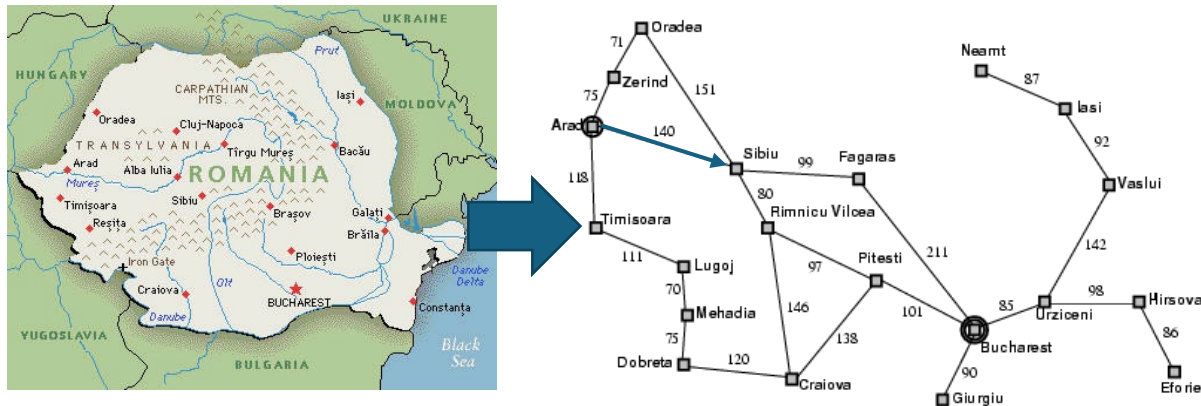 UKRAINE
Prut
HUNGARY
CARPATHIAN
MTS.
Iași
MOLDOVA
Oradea
Cluj-Napoca
TRANSYLVANIA
Tîrgu Mureș
Bacău
Arad
Mureș
Alba Iulia
ROMANIA
Timișoara
Sibiu
Brașov
Galați
Reșița
Brăila
Ploiești
Iron Gate
Danube
Delta
Olt
Craiova
BUCHAREST
Constanța
Danube
YUGOSLAVIA
Black
Sea
BULGARIA
Oradea
71
Neamt
Zerind
87
151
75
Iasi
Arad
140
92
Sibiu
99
Fagaras
118
80
Vaslui
Timisoara
Rimnicu Vilcea
111
211
142
Lugoj
97
Pitesti
70
98
Hirsova
Mehadia
146
101
85
Urziceni
75
138
86
Bucharest
Dobreta
120
90
Craiova
Eforie
Giurgiu